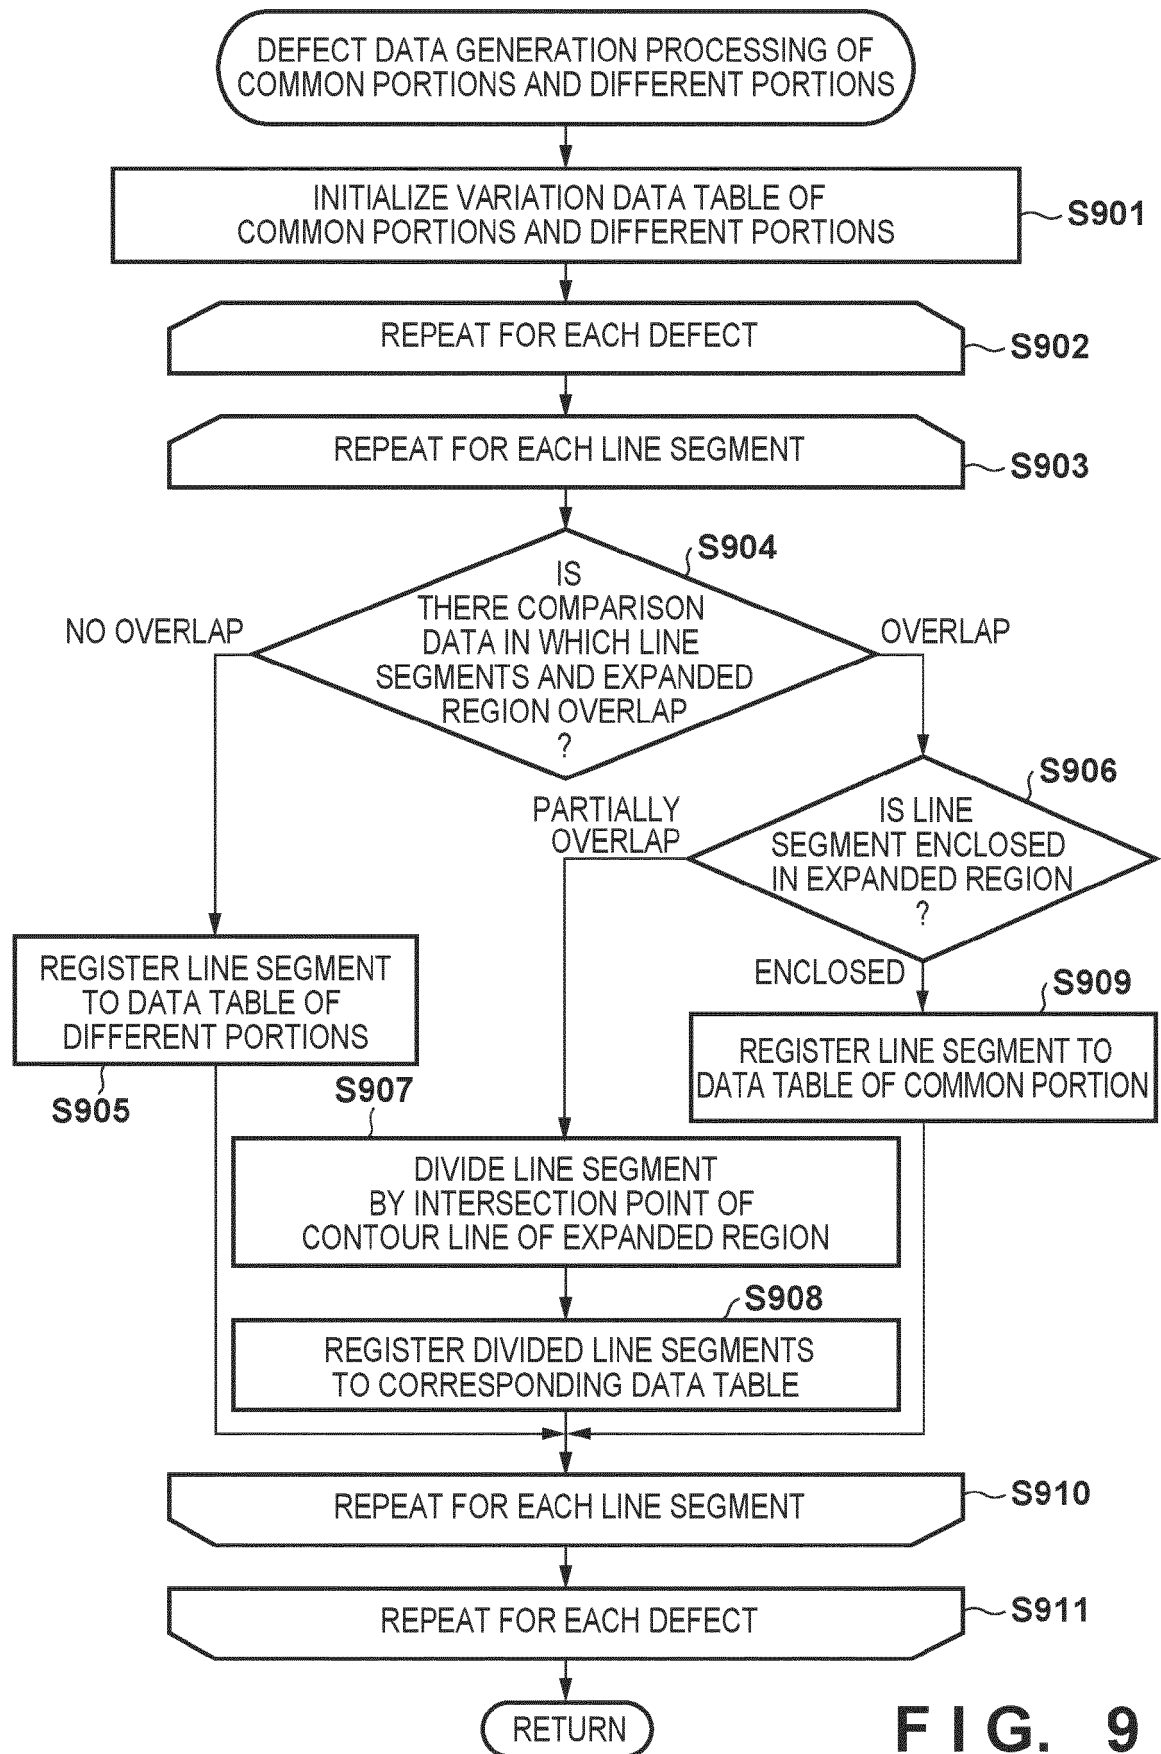 DEFECT DATA GENERATION PROCESSING OF
COMMON PORTIONS AND DIFFERENT PORTIONS
INITIALIZE VARIATION DATA TABLE OF
COMMON PORTIONS AND DIFFERENT PORTIONS
S901
REPEAT FOR EACH DEFECT
S902
REPEAT FOR EACH LINE SEGMENT
S903
S904
IS
THERE COMPARISON
DATA IN WHICH LINE
SEGMENTS AND EXPANDED
REGION OVERLAP
?
NO OVERLAP
OVERLAP
S906
IS LINE
SEGMENT ENCLOSED
IN EXPANDED REGION
?
PARTIALLY
OVERLAP
ENCLOSED
REGISTER LINE SEGMENT
TO DATA TABLE OF
DIFFERENT PORTIONS
S905
S909
REGISTER LINE SEGMENT TO
DATA TABLE OF COMMON PORTION
S907
DIVIDE LINE SEGMENT
BY INTERSECTION POINT OF
CONTOUR LINE OF EXPANDED REGION
S908
REGISTER DIVIDED LINE SEGMENTS
TO CORRESPONDING DATA TABLE
REPEAT FOR EACH LINE SEGMENT
S910
REPEAT FOR EACH DEFECT
S911
RETURN
FIG. 9